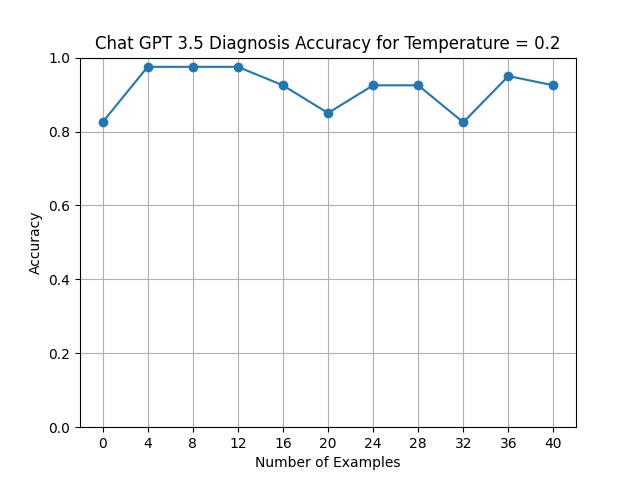 Chat GPT 3.5 Diagnosis Accuracy for Temperature = 0.2
1.0
0.8
0.6
0.4
0.2
0.0
Accuracy
0 4 8 12 16 20 24 28 32 36 40
Number of Examples